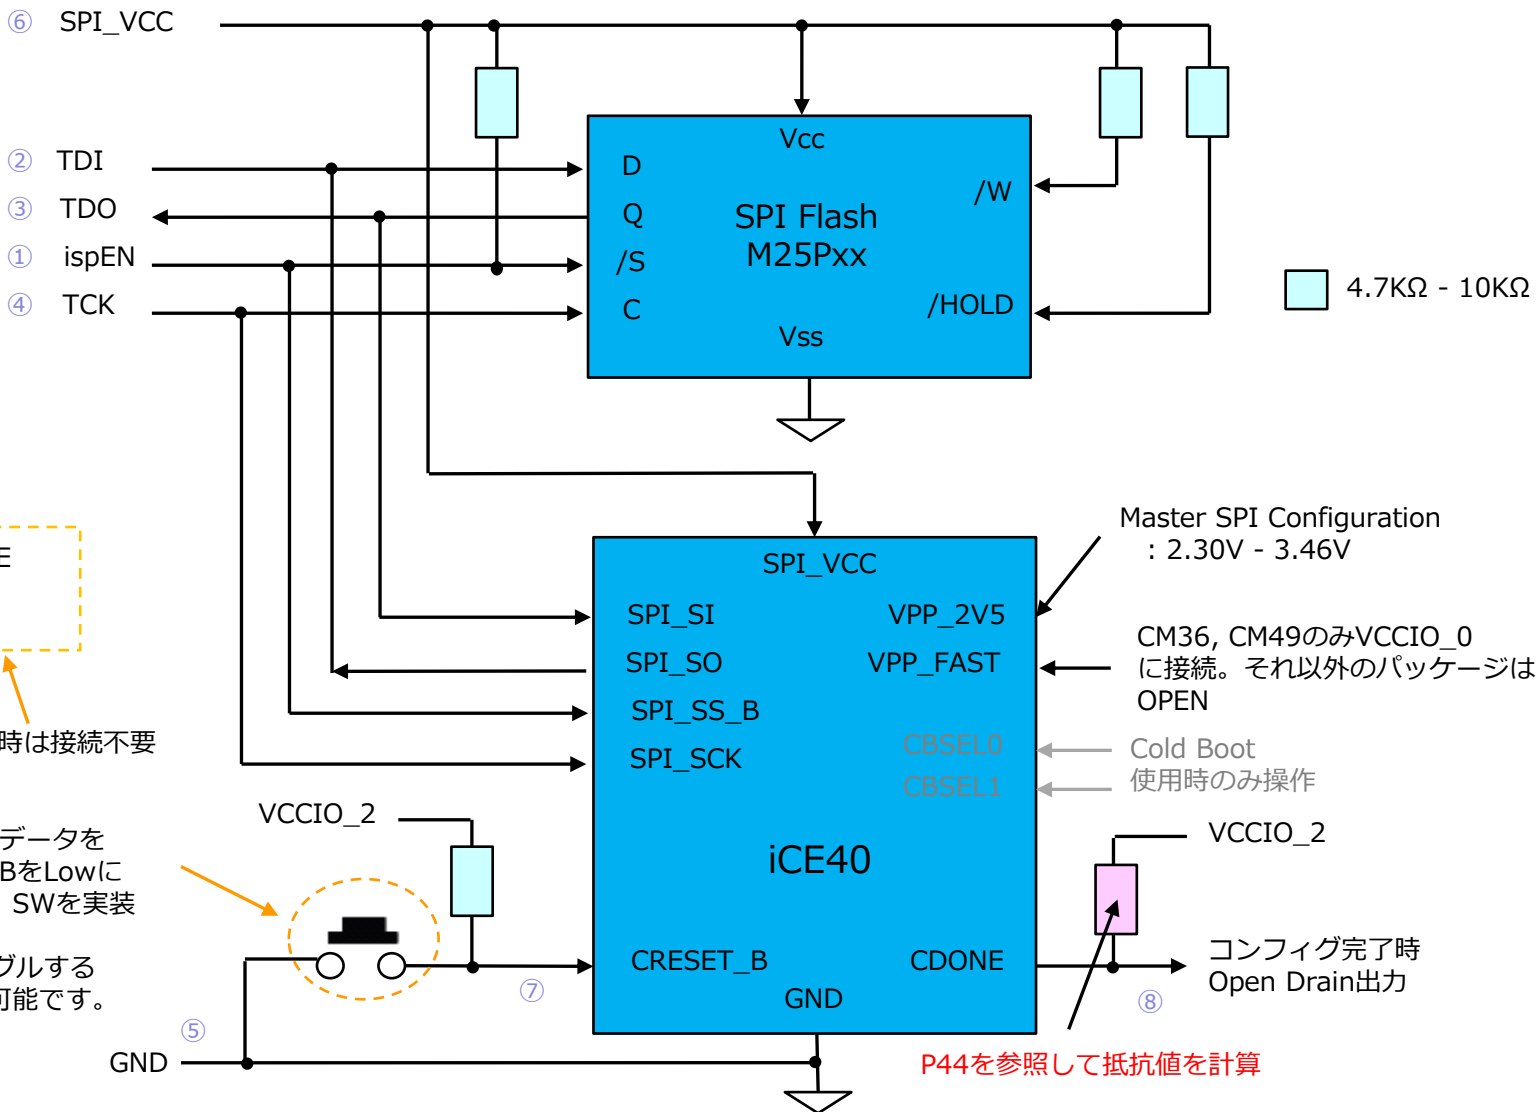 ⑥ SPI_VCC
② TDI
③ TDO
① ispEN
④ TCK
Vcc
D
Q
/S
C
/W
/HOLD
SPI Flash
M25Pxx
Vss
4.7KΩ - 10KΩ
E
時は接続不要
データを
BをLowに
SWを実装
グルする
可能です。
SPI_VCC
SPI_SI
SPI_SO
SPI_SS_B
SPI_SCK
VPP_2V5
VPP_FAST
CBSEL0
CBSEL1
iCE40
CRESET_B
CDONE
GND
Master SPI Configuration
: 2.30V - 3.46V
CM36, CM49のみVCCIO_0
に接続。それ以外のパッケージは
OPEN
Cold Boot
使用時のみ操作
VCCIO_2
VCCIO_2
コンフィグ完了時
Open Drain出力
⑦
⑧
⑤
GND
P44を参照して抵抗値を計算